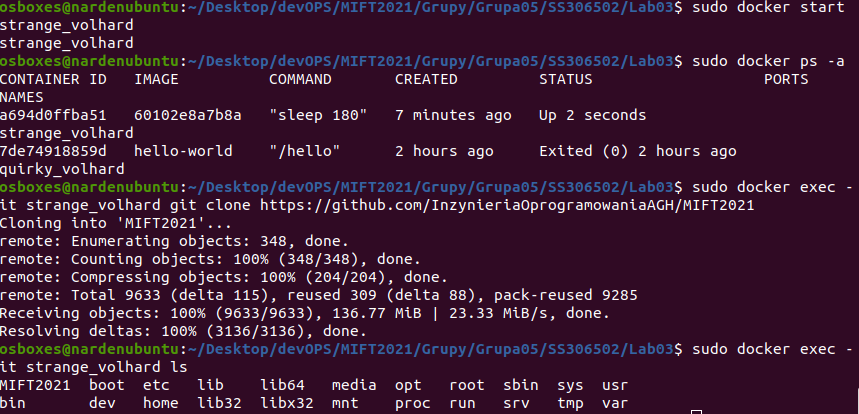 osboxes@nardenubuntu:~/Desktop/devOPS/MIFT2021/Grupy/Grupa05/SS306502/Lab03$ sudo docker start
strange_volhard
strange_volhard
osboxes@nardenubuntu:~/Desktop/devOPS/MIFT2021/Grupy/Grupa05/SS306502/Lab03$ sudo docker ps -a
CONTAINER ID   IMAGE          COMMAND       CREATED         STATUS                   PORTS
NAMES
a694d0ffba51   60102e8a7b8a   "sleep 180"   7 minutes ago   Up 2 seconds
strange_volhard
7de74918859d   hello-world    "/hello"      2 hours ago     Exited (0) 2 hours ago
quirky_volhard
osboxes@nardenubuntu:~/Desktop/devOPS/MIFT2021/Grupy/Grupa05/SS306502/Lab03$ sudo docker exec -
it strange_volhard git clone https://github.com/InzynieriaOprogramowaniaAGH/MIFT2021
Cloning into 'MIFT2021'...
remote: Enumerating objects: 348, done.
remote: Counting objects: 100% (348/348), done.
remote: Compressing objects: 100% (204/204), done.
remote: Total 9633 (delta 115), reused 309 (delta 88), pack-reused 9285
Receiving objects: 100% (9633/9633), 136.77 MiB | 23.33 MiB/s, done.
Resolving deltas: 100% (3136/3136), done.
osboxes@nardenubuntu:~/Desktop/devOPS/MIFT2021/Grupy/Grupa05/SS306502/Lab03$ sudo docker exec -
it strange_volhard ls
MIFT2021  boot  etc   lib    lib64   media  opt   root  sbin  sys  usr
bin       dev   home  lib32  libx32  mnt    proc  run   srv   tmp  var